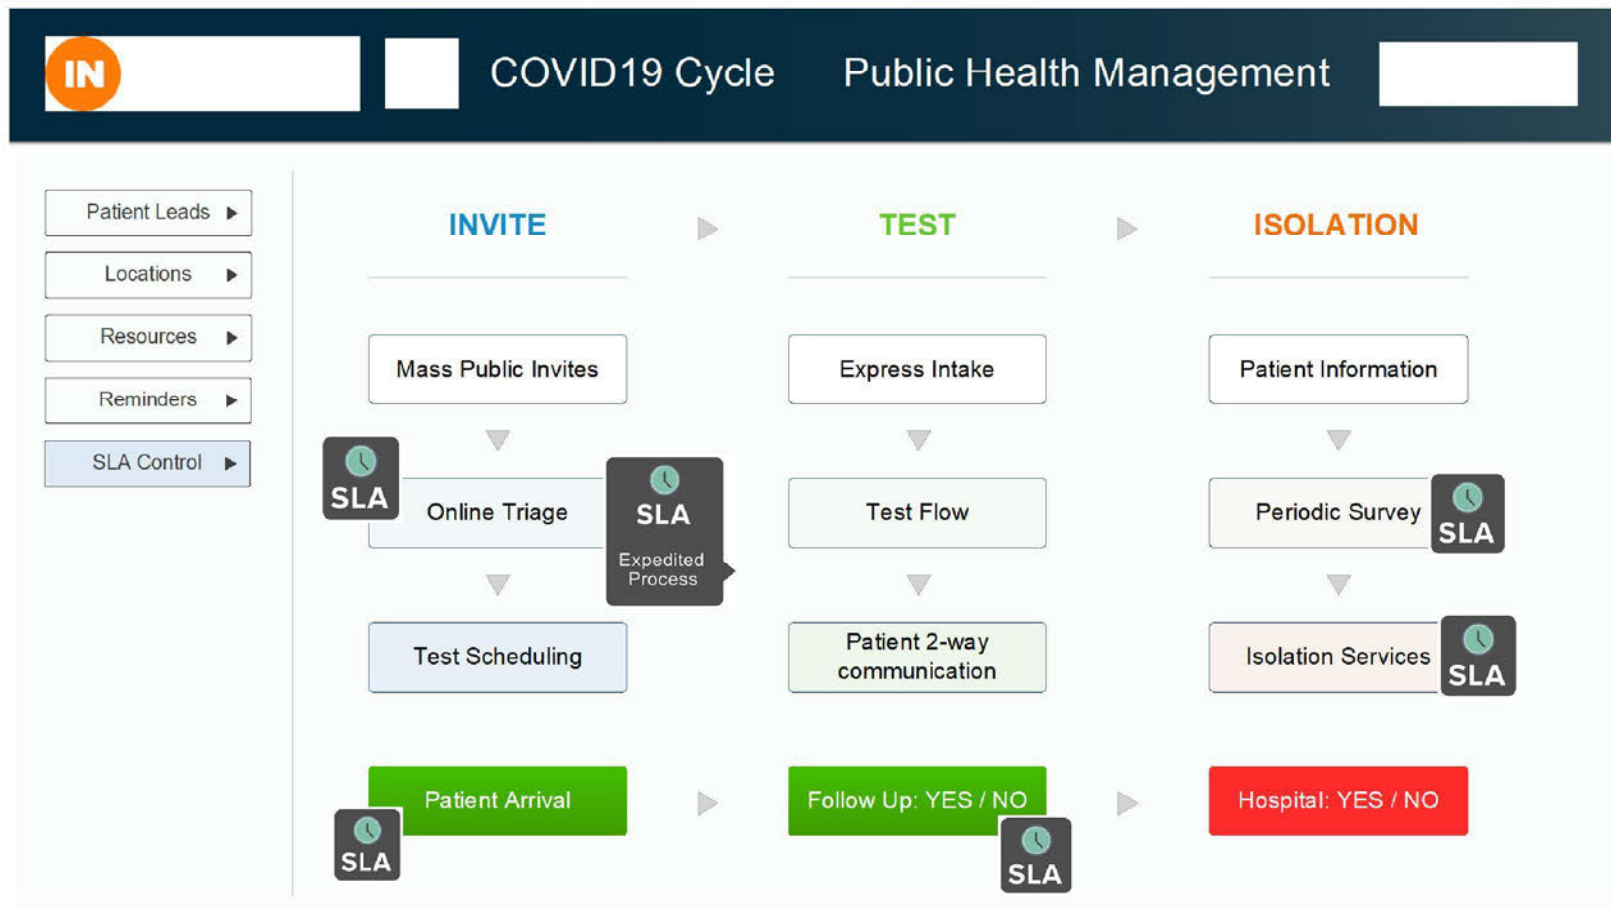 IN
COVID19 Cycle
Public Health Management
Patient Leads
Locations
Resources
Reminders
SLA Control
INVITE
TEST
ISOLATION
Mass Public Invites
Express Intake
Patient Information
SLA
Online Triage
SLA
Expedited
Process
Test Flow
Periodic Survey
SLA
Test Scheduling
Patient 2-way
communication
Isolation Services
SLA
Patient Arrival
SLA
Follow Up: YES / NO
SLA
Hospital: YES / NO